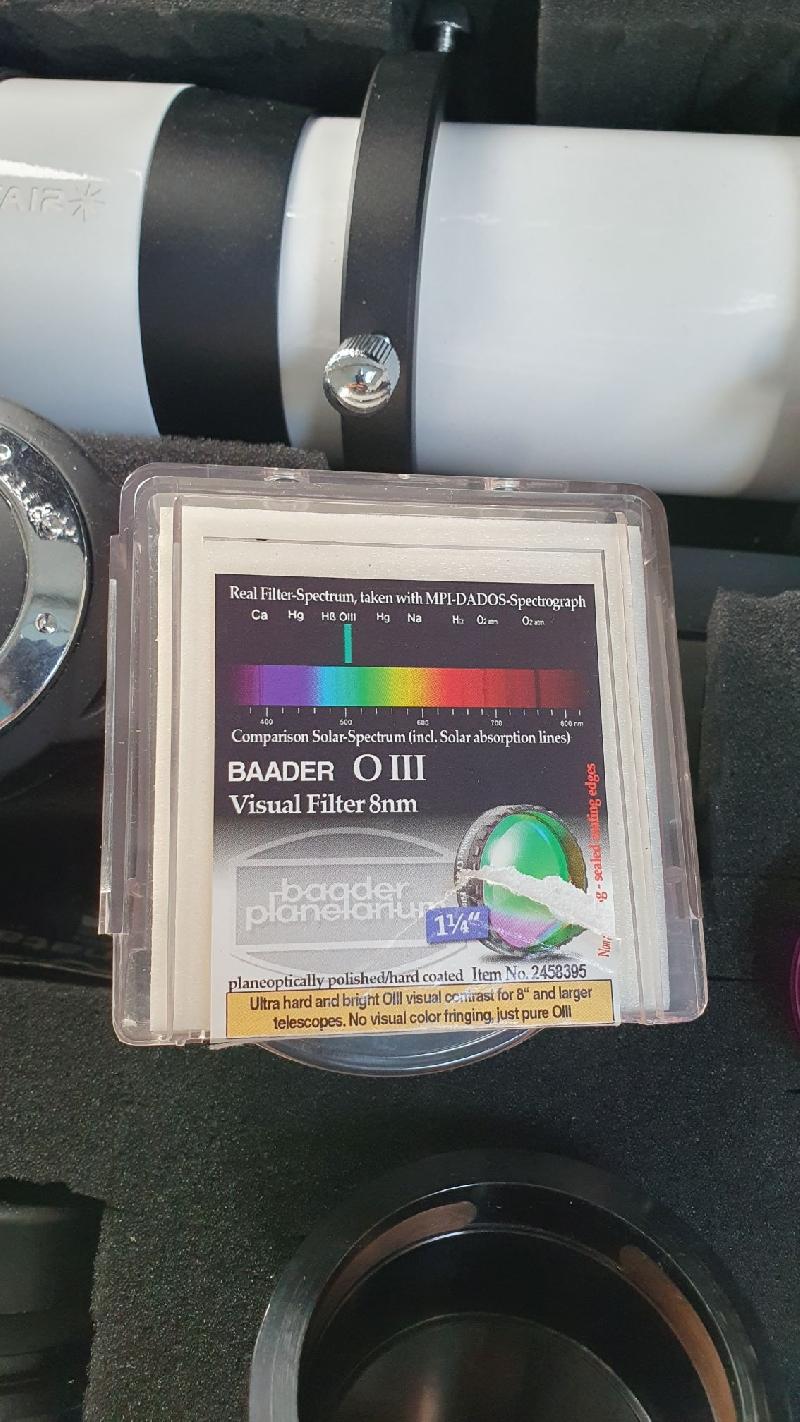 Real Filter-Spectrum, taken with MPI-DADOS-Spectrograph
Ca Hg Hß OIII Hg Na Hα O₂ atm O₂ atm
400 500 600 700 800 nm
Comparison Solar-Spectrum (incl. Solar absorption lines)
BAADER O III
Visual Filter 8nm
baader
planetarium
1¼"
g - sealed coating edges
planeoptically polished/hard coated Item No. 2458395
Ultra hard and bright OIII visual contrast for 8" and larger
telescopes. No visual color fringing, just pure OIII